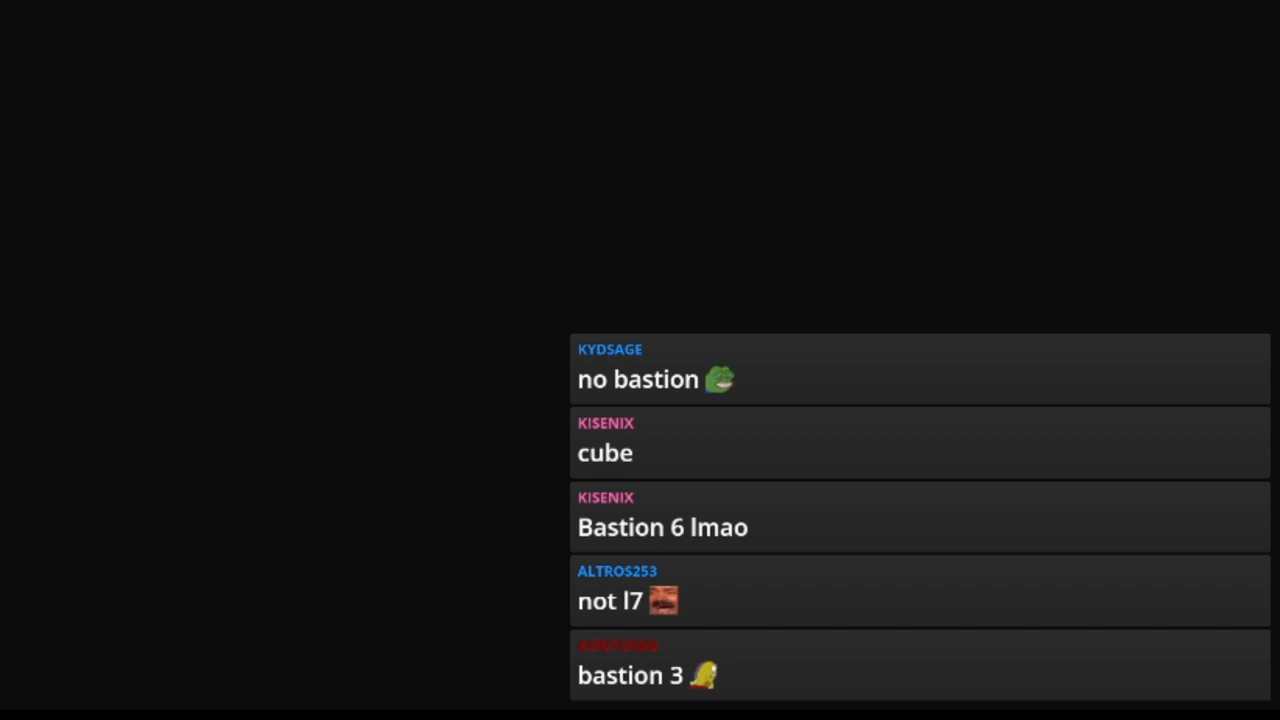 KYDSAGE
no bastion
KISENIX
cube
KISENIX
Bastion 6 lmao
ALTROS253
not l7
bastion 3